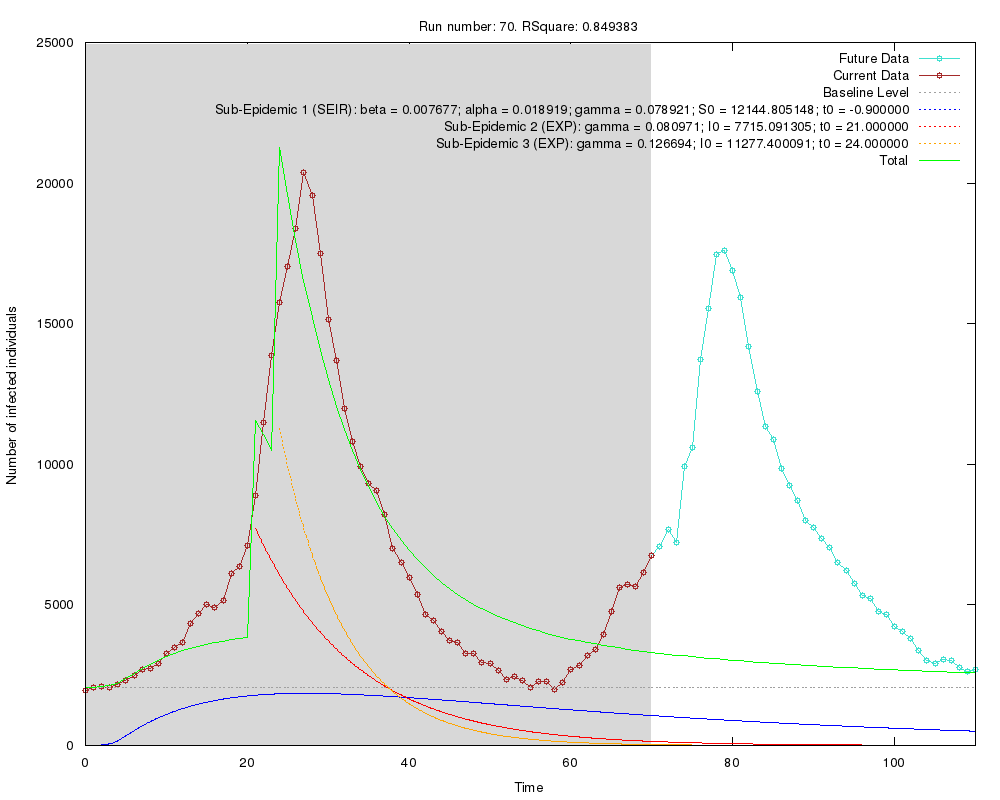 Run number: 70. RSquare: 0.849383
25000
20000
15000
10000
5000
0
Number of infected individuals
Future Data
Current Data
Baseline Level
Sub-Epidemic 1 (SEIR): beta = 0.007677; alpha = 0.018919; gamma = 0.078921; S0 = 12144.805148; t0 = -0.900000
Sub-Epidemic 2 (EXP): gamma = 0.080971; I0 = 7715.091305; t0 = 21.000000
Sub-Epidemic 3 (EXP): gamma = 0.126694; I0 = 11277.400091; t0 = 24.000000
Total
0 20 40 60 80 100
Time